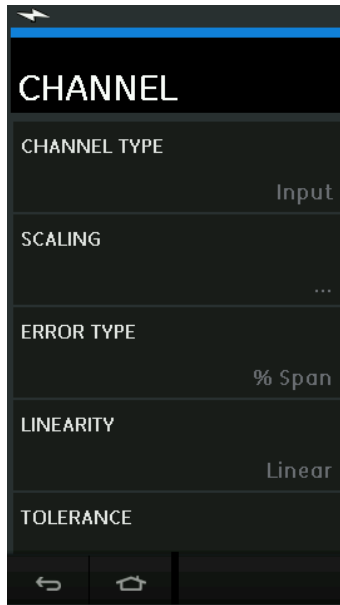 CHANNEL
CHANNEL TYPE
Input
SCALING
...
ERROR TYPE
% Span
LINEARITY
Linear
TOLERANCE